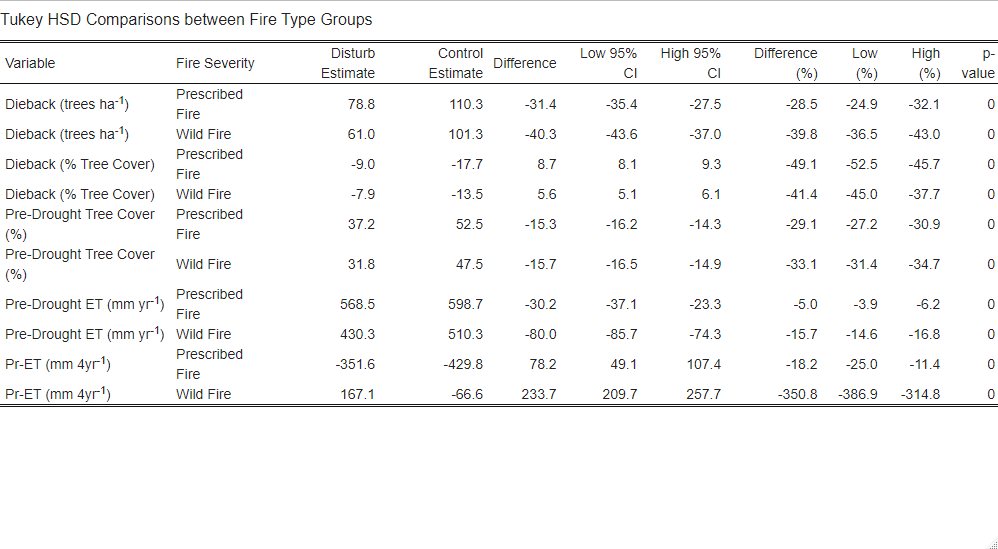 Tukey HSD Comparisons between Fire Type Groups
Variable Fire Severity Disturb Estimate Control Estimate Difference Low 95% CI High 95% CI Difference (%) Low (%) High (%) p-value
Dieback (trees ha-1) Prescribed Fire 78.8 110.3 -31.4 -35.4 -27.5 -28.5 -24.9 -32.1 0
Dieback (trees ha-1) Wild Fire 61.0 101.3 -40.3 -43.6 -37.0 -39.8 -36.5 -43.0 0
Dieback (% Tree Cover) Prescribed Fire -9.0 -17.7 8.7 8.1 9.3 -49.1 -52.5 -45.7 0
Dieback (% Tree Cover) Wild Fire -7.9 -13.5 5.6 5.1 6.1 -41.4 -45.0 -37.7 0
Pre-Drought Tree Cover (%) Prescribed Fire 37.2 52.5 -15.3 -16.2 -14.3 -29.1 -27.2 -30.9 0
Pre-Drought Tree Cover (%) Wild Fire 31.8 47.5 -15.7 -16.5 -14.9 -33.1 -31.4 -34.7 0
Pre-Drought ET (mm yr-1) Prescribed Fire 568.5 598.7 -30.2 -37.1 -23.3 -5.0 -3.9 -6.2 0
Pre-Drought ET (mm yr-1) Wild Fire 430.3 510.3 -80.0 -85.7 -74.3 -15.7 -14.6 -16.8 0
Pr-ET (mm 4yr-1) Prescribed Fire -351.6 -429.8 78.2 49.1 107.4 -18.2 -25.0 -11.4 0
Pr-ET (mm 4yr-1) Wild Fire 167.1 -66.6 233.7 209.7 257.7 -350.8 -386.9 -314.8 0